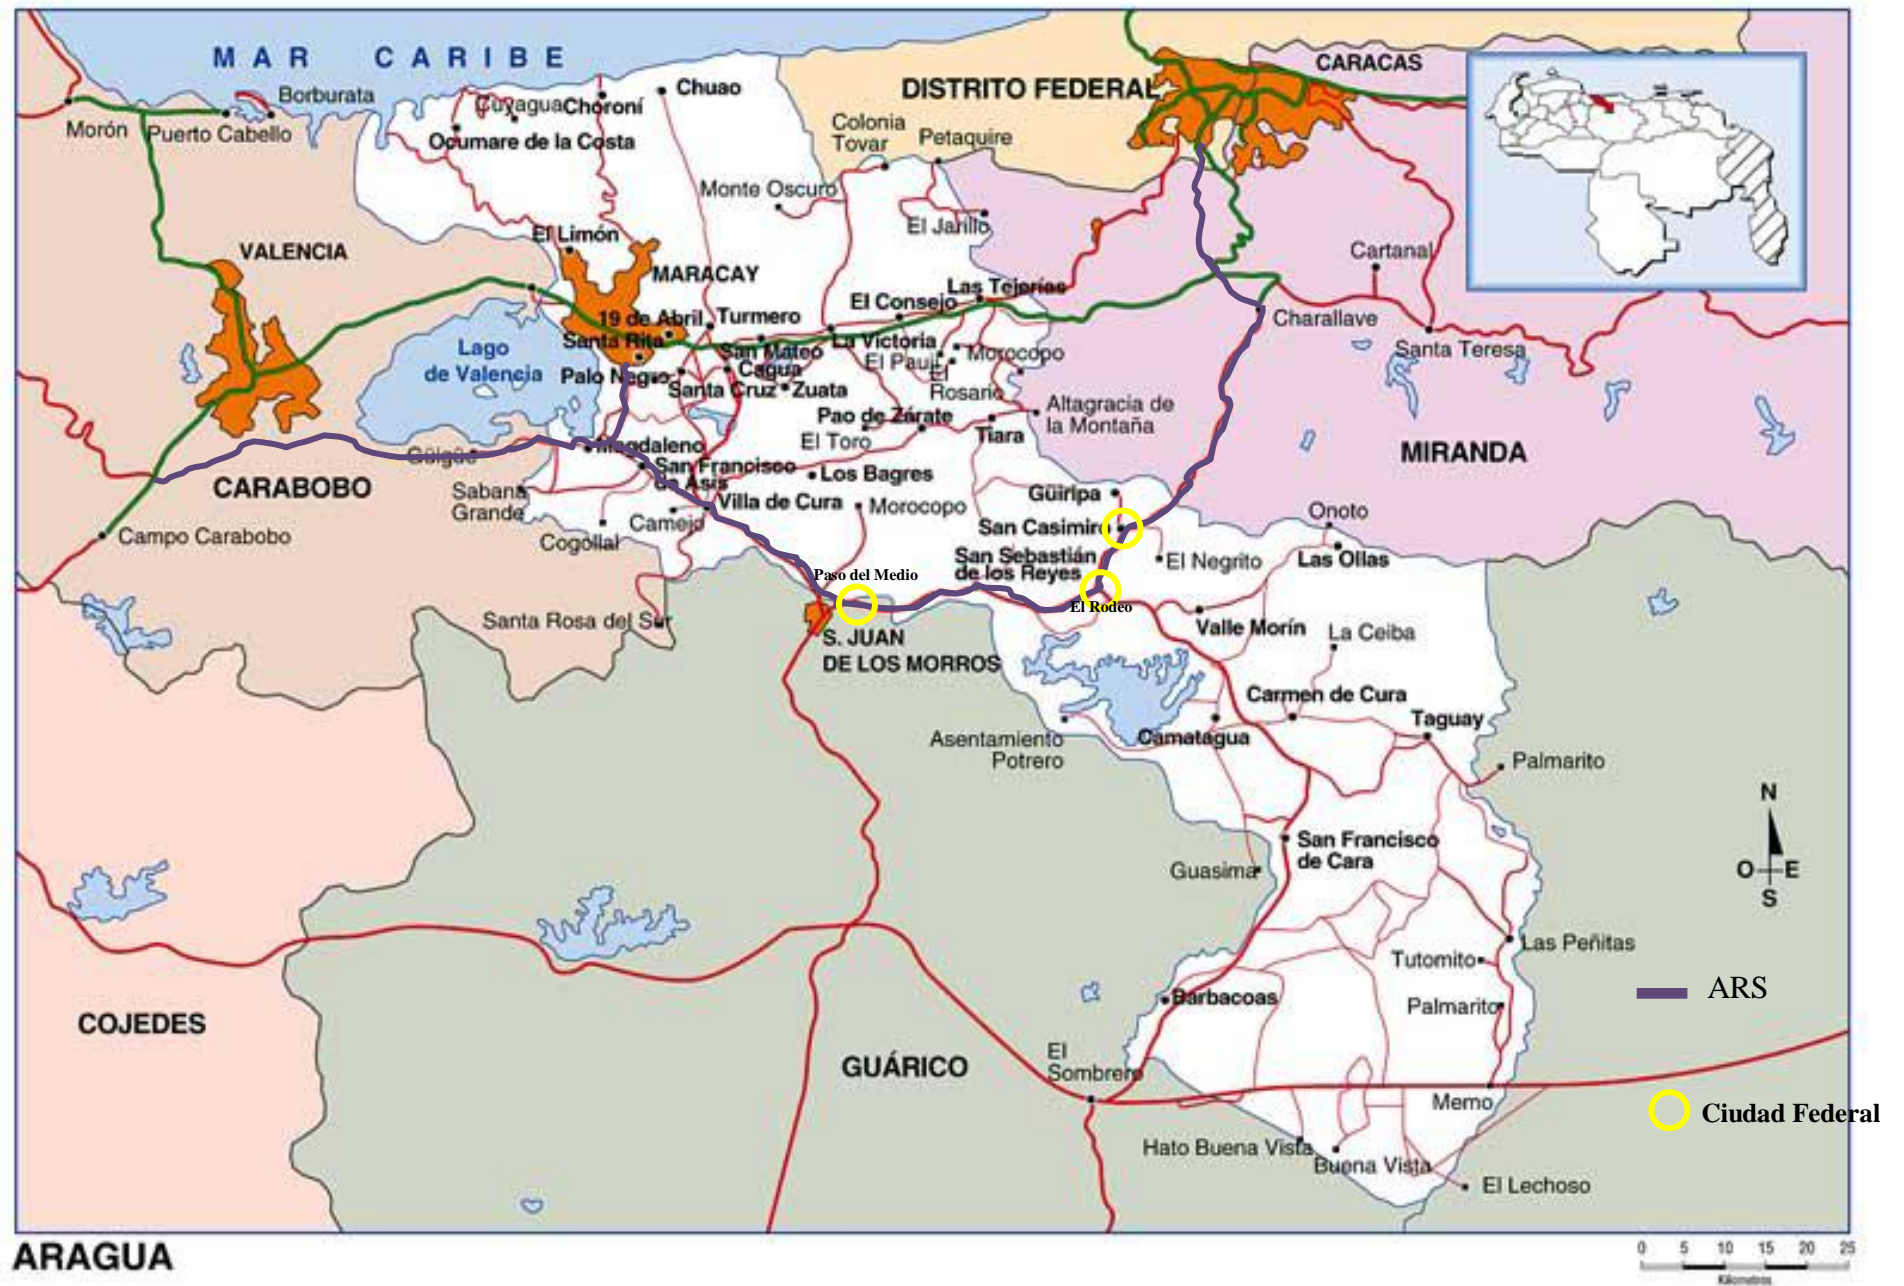 MAR CARIBE
CARACAS
DISTRITO FEDERAL
Chuao
Borburata
Cuyagua
Choroní
Morón
Puerto Cabello
Ocumare de la Costa
Colonia
Tovar
Petaquire
Monte Oscuro
El Jarillo
El Limón
VALENCIA
MARACAY
Cartanal
Las Tejerías
El Consejo
19 de Abril
Turmero
Charallave
Santa Rita
La Victoria
Lago
de Valencia
San Mateo
El Paují
Morocopo
Santa Teresa
Palo Negro
Cagua
El
Rosario
Santa Cruz
Zuata
Pao de Zárate
Altagracia de
la Montaña
El Toro
Tiara
Magdaleno
MIRANDA
Güigüe
San Francisco
de Asís
Los Bagres
CARABOBO
Sabana
Grande
Villa de Cura
Morocopo
Güiripa
Camejo
San Casimiro
Onoto
Campo Carabobo
Cogollal
San Sebastián
de los Reyes
El Negrito
Las Ollas
Paso del Medio
El Rodeo
Santa Rosa del Sur
S. JUAN
DE LOS MORROS
Valle Morín
La Ceiba
Carmen de Cura
Taguay
Asentamiento
Potrero
Camatagua
Palmarito
N
San Francisco
de Cara
O E
S
Guasima
Las Peñitas
Tutomito
Barbacoas
Palmarito
ARS
COJEDES
GUÁRICO
El
Sombrero
Memo
Ciudad Federal
Hato Buena Vista
Buena Vista
El Lechoso
ARAGUA
0 5 10 15 20 25
Kilometros